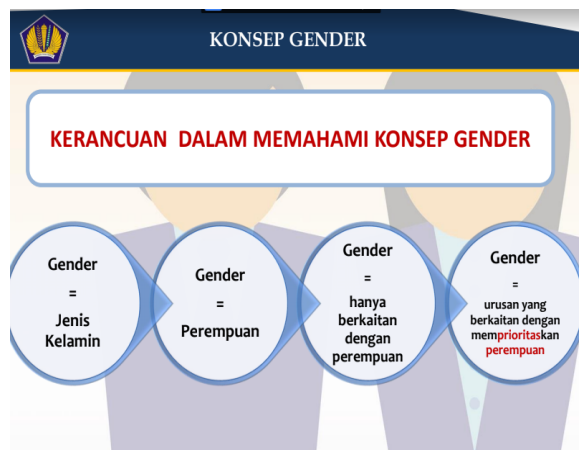 KONSEP GENDER
KERANCUAN DALAM MEMAHAMI KONSEP GENDER
Gender
=
Jenis
Kelamin
Gender
=
Perempuan
Gender
=
hanya
berkaitan
dengan
perempuan
Gender
=
urusan yang
berkaitan dengan
memprioritaskan
perempuan